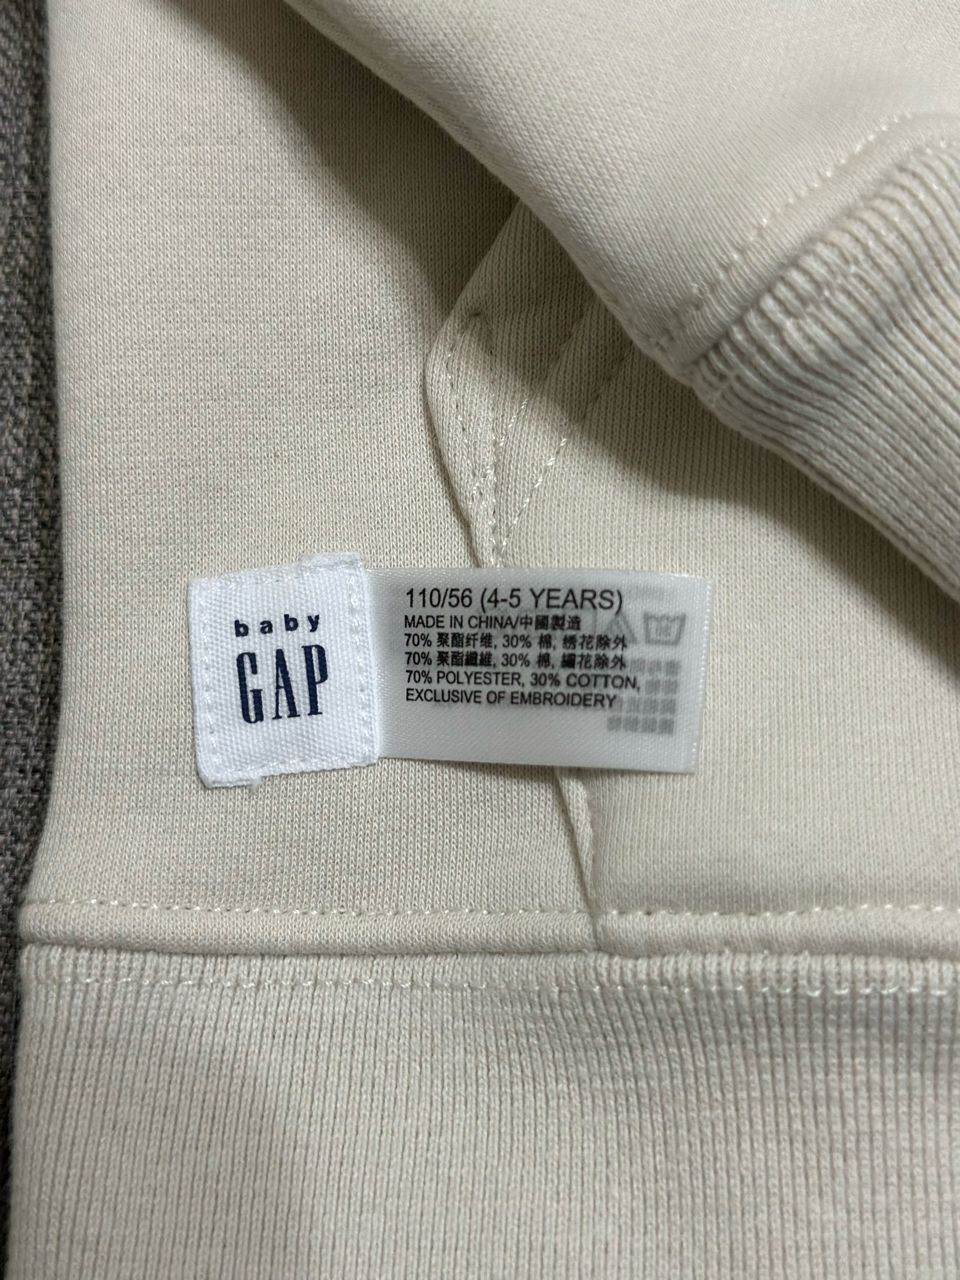 baby
GAP
110/56 (4-5 YEARS)
MADE IN CHINA/中國製造
70% 聚酯纤维, 30% 棉, 绣花除外
70% 聚酯纖維, 30% 棉, 繡花除外
70% POLYESTER, 30% COTTON,
EXCLUSIVE OF EMBROIDERY